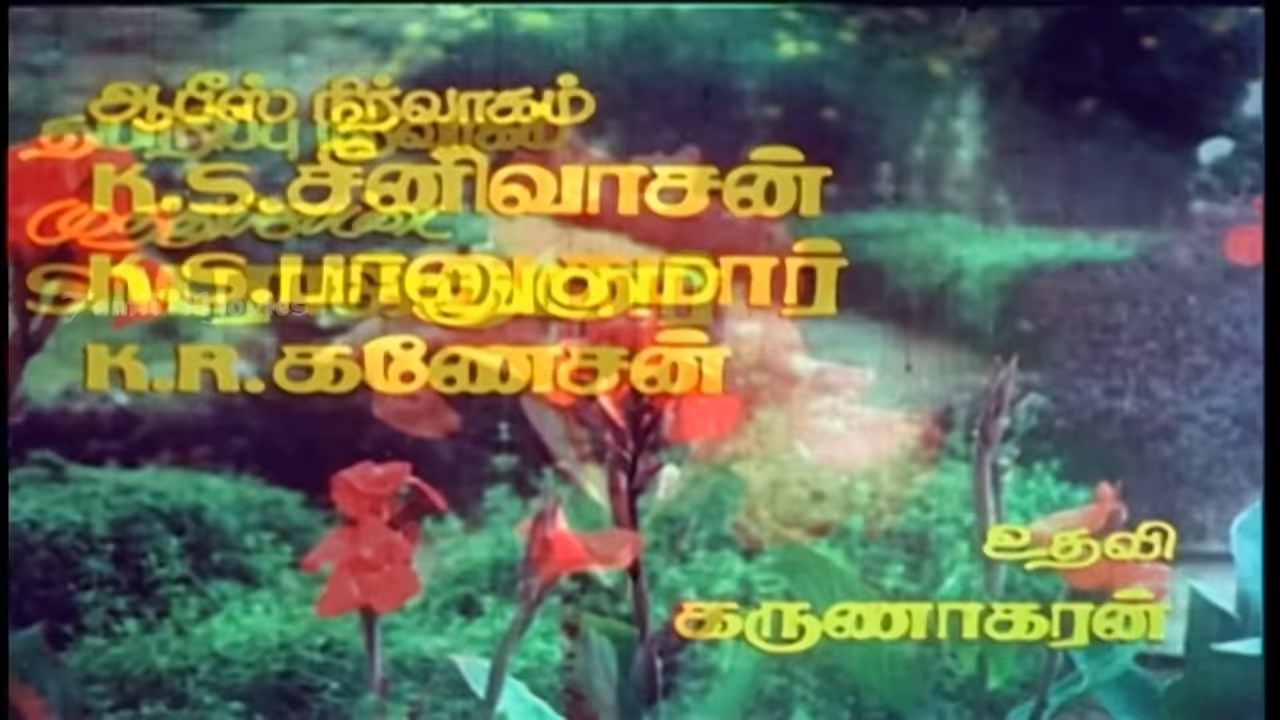 ஆபீஸ் நிர்வாகம்
K.S.சீனிவாசன்
K.S.பானுகுமார்
K.R.கணேசன்
உதவி
கருணாகரன்